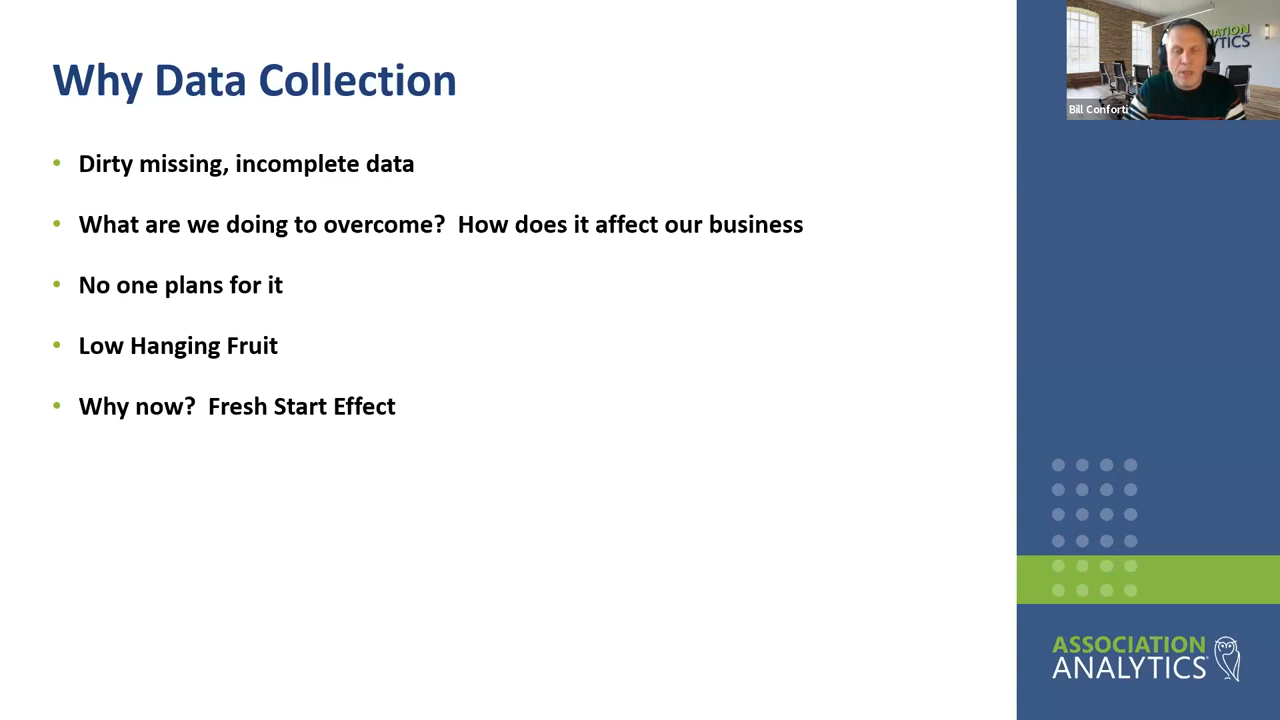 Why Data Collection
• Dirty missing, incomplete data
• What are we doing to overcome?  How does it affect our business
• No one plans for it
• Low Hanging Fruit
• Why now?  Fresh Start Effect
Bill Conforti
ASSOCIATION
ANALYTICS